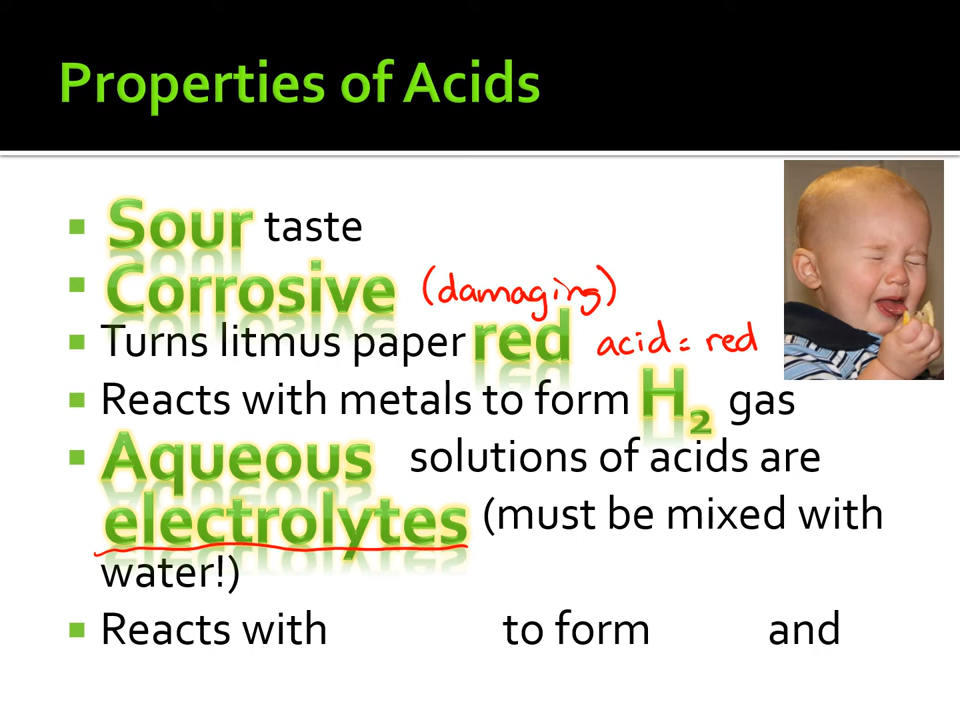 Properties of Acids
Sour taste
Corrosive (damaging)
Turns litmus paper red acid = red
Reacts with metals to form H₂ gas
Aqueous solutions of acids are
electrolytes (must be mixed with
water!)
Reacts with to form and